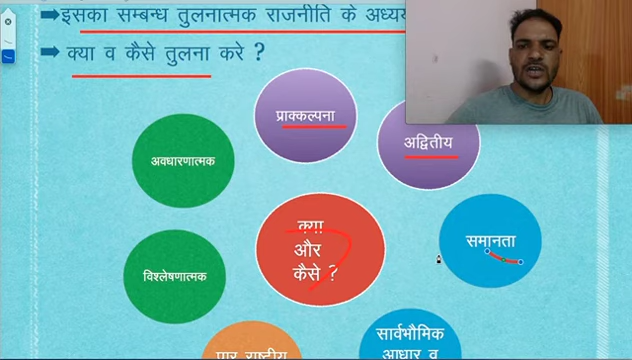 इसका सम्बन्ध तुलनात्मक राजनीति के
क्या व कैसे तुलना करे ?
प्राक्कल्पना
अद्वितीय
अवधारणात्मक
समानता
क्या
और
कैसे ?
विश्लेषणात्मक
सार्वभौमिक
आधार व
पार राष्ट्रीय